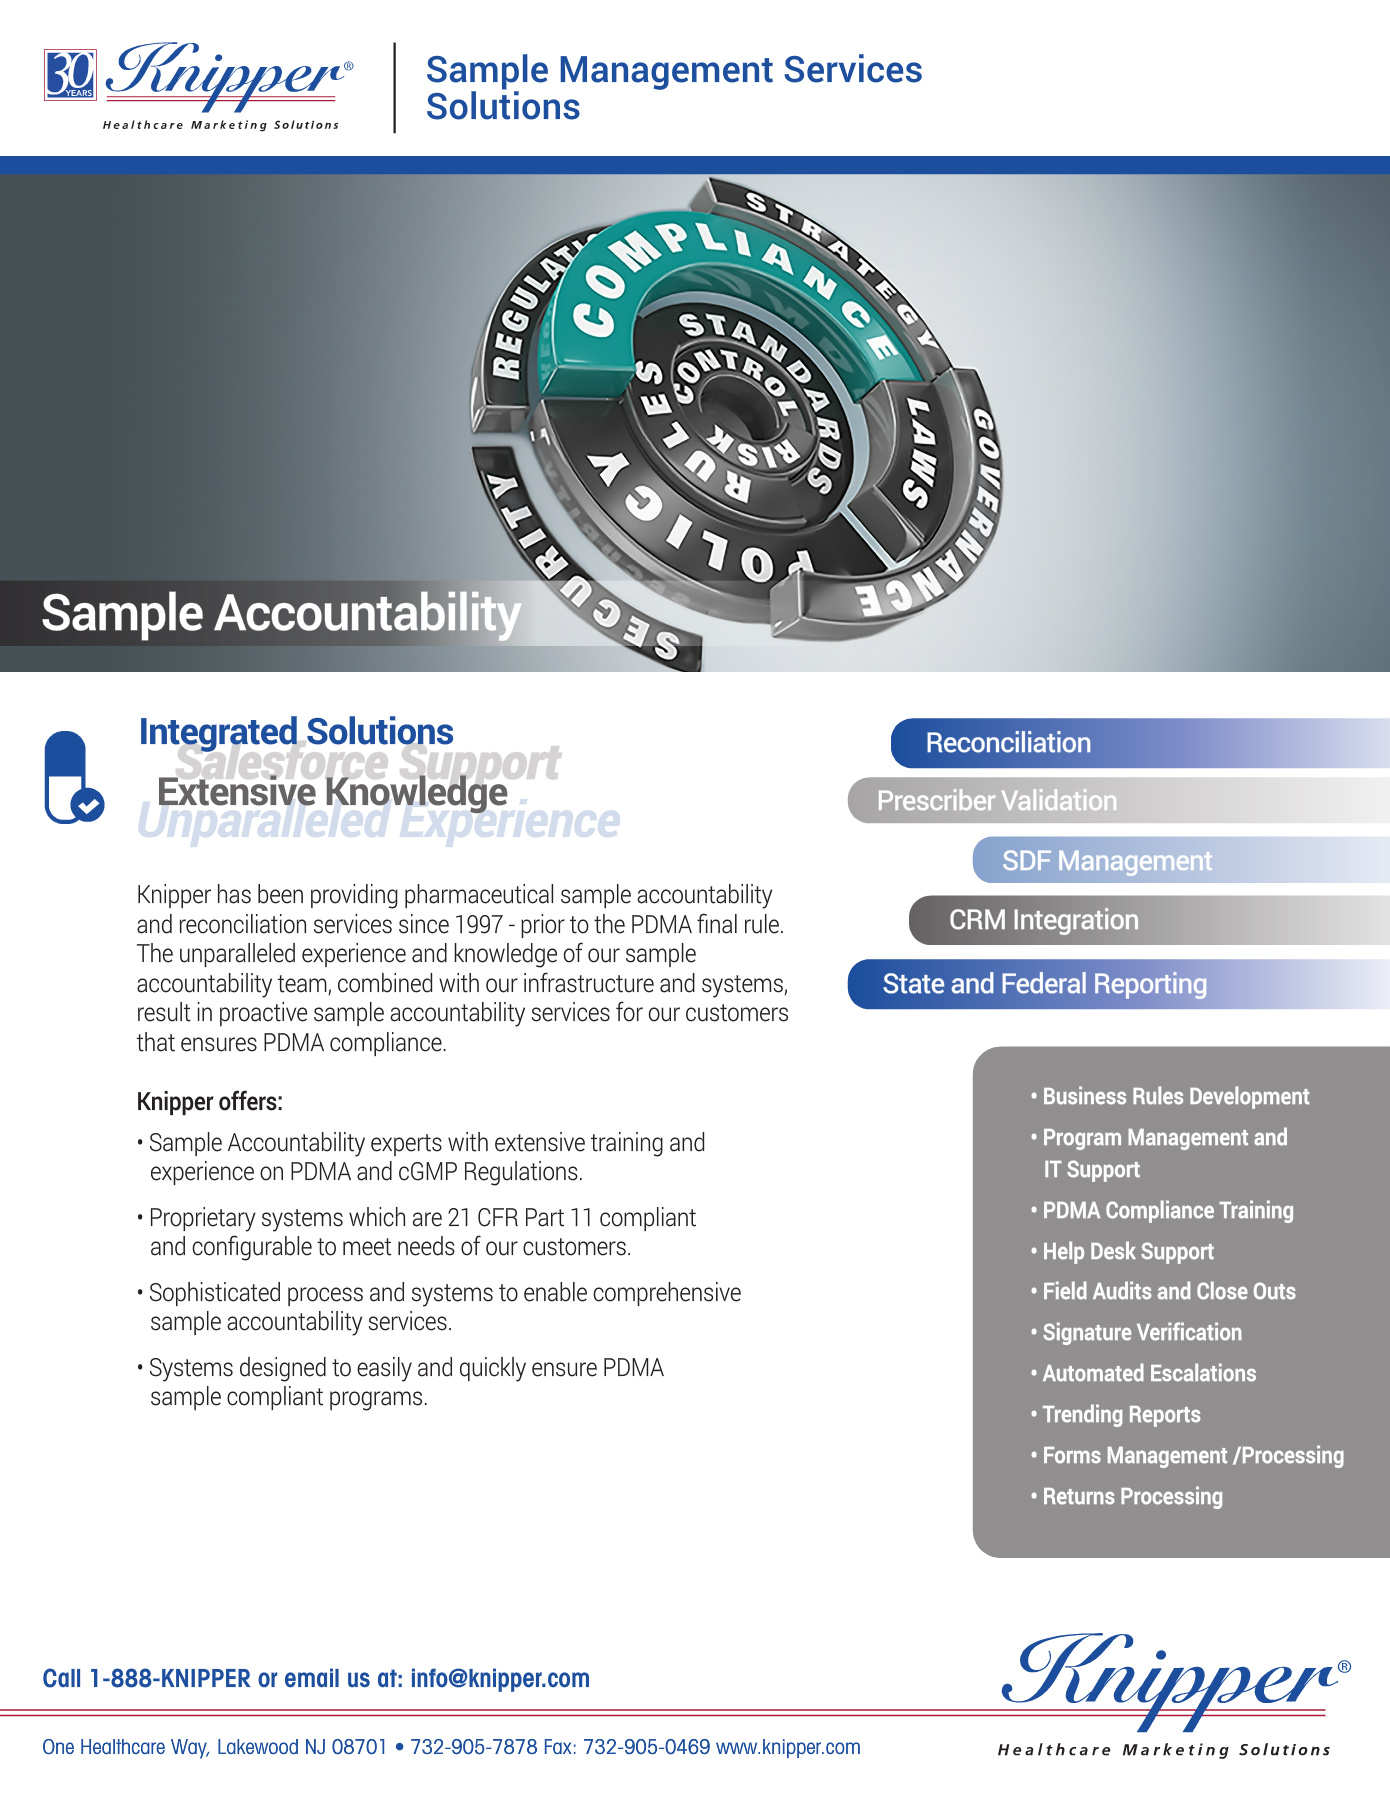 30
YEARS
Knipper®
Healthcare Marketing Solutions
Sample Management Services
Solutions
STRATEGY
REGULATIO
COMPLIANCE
STANDARDS
CONTROL
RISK
RULES
LAWS
GOVERNANCE
POLICY
SECURITY
Sample Accountability
Integrated Solutions
Salesforce Support
Extensive Knowledge
Unparalleled Experience
Knipper has been providing pharmaceutical sample accountability
and reconciliation services since 1997 - prior to the PDMA final rule.
The unparalleled experience and knowledge of our sample
accountability team, combined with our infrastructure and systems,
result in proactive sample accountability services for our customers
that ensures PDMA compliance.
Knipper offers:
• Sample Accountability experts with extensive training and
experience on PDMA and cGMP Regulations.
• Proprietary systems which are 21 CFR Part 11 compliant
and configurable to meet needs of our customers.
• Sophisticated process and systems to enable comprehensive
sample accountability services.
• Systems designed to easily and quickly ensure PDMA
sample compliant programs.
Reconciliation
Prescriber Validation
SDF Management
CRM Integration
State and Federal Reporting
• Business Rules Development
• Program Management and
IT Support
• PDMA Compliance Training
• Help Desk Support
• Field Audits and Close Outs
• Signature Verification
• Automated Escalations
• Trending Reports
• Forms Management /Processing
• Returns Processing
Call 1-888-KNIPPER or email us at: info@knipper.com
One Healthcare Way, Lakewood NJ 08701 • 732-905-7878 Fax: 732-905-0469 www.knipper.com
Knipper®
Healthcare Marketing Solutions